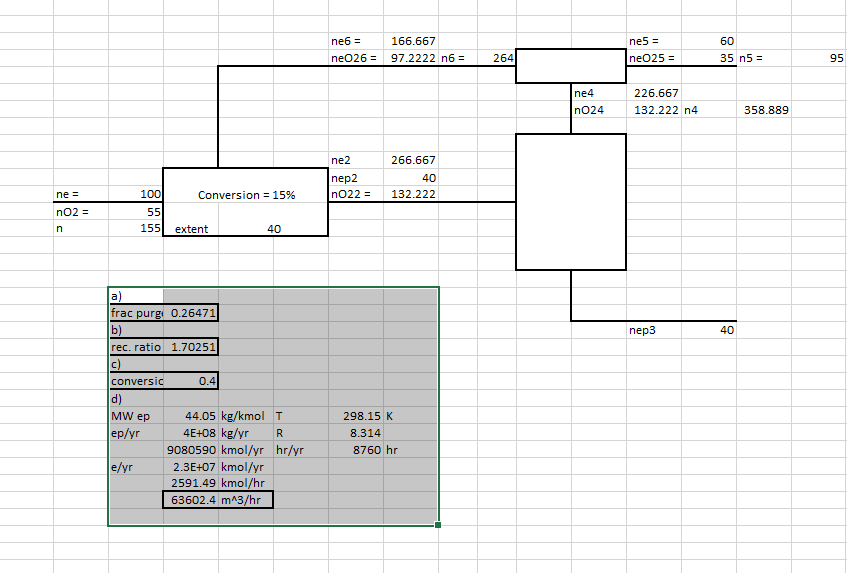 ne6 = 166.667 ne5 = 60
neO26 = 97.2222 n6 = 264 neO25 = 35 n5 = 95
ne4 226.667
nO24 132.222 n4 358.889
ne2 266.667
nep2 40
ne = 100 Conversion = 15% nO22 = 132.222
nO2 = 55
n 155 extent 40
a)
frac purg 0.26471
b)
rec. ratio 1.70251
nep3 40
c)
conversic 0.4
d)
MW ep 44.05 kg/kmol T 298.15 K
ep/yr 4E+08 kg/yr R 8.314
9080590 kmol/yr hr/yr 8760 hr
e/yr 2.3E+07 kmol/yr
2591.49 kmol/hr
63602.4 m^3/hr